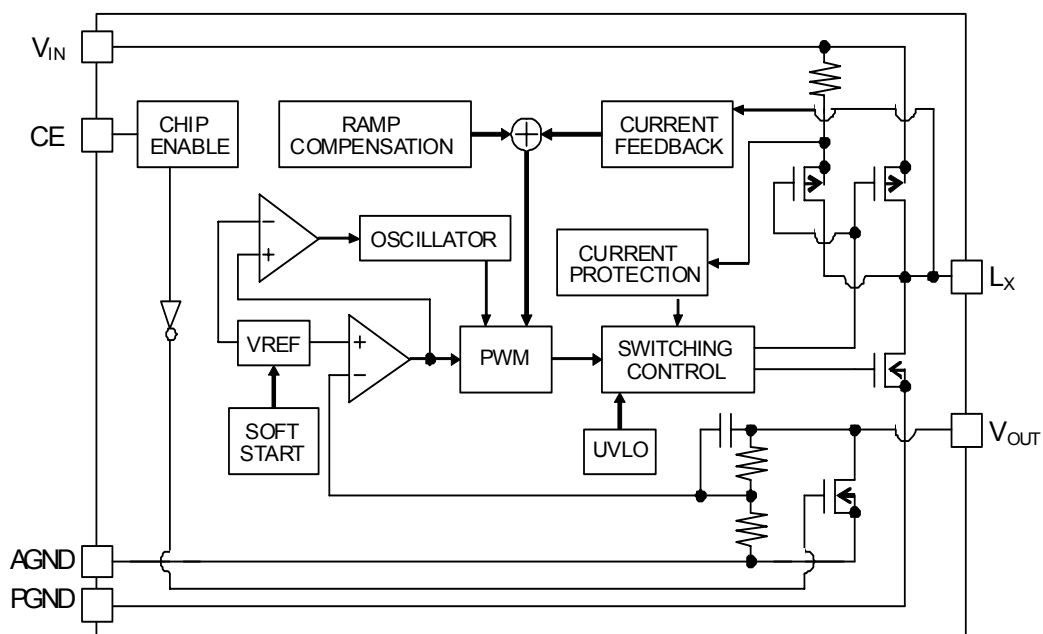 VIN
CE
CHIP
ENABLE
RAMP
COMPENSATION
+
CURRENT
FEEDBACK
−
+
OSCILLATOR
CURRENT
PROTECTION
LX
VREF
+
−
PWM
SWITCHING
CONTROL
SOFT
START
UVLO
VOUT
AGND
PGND